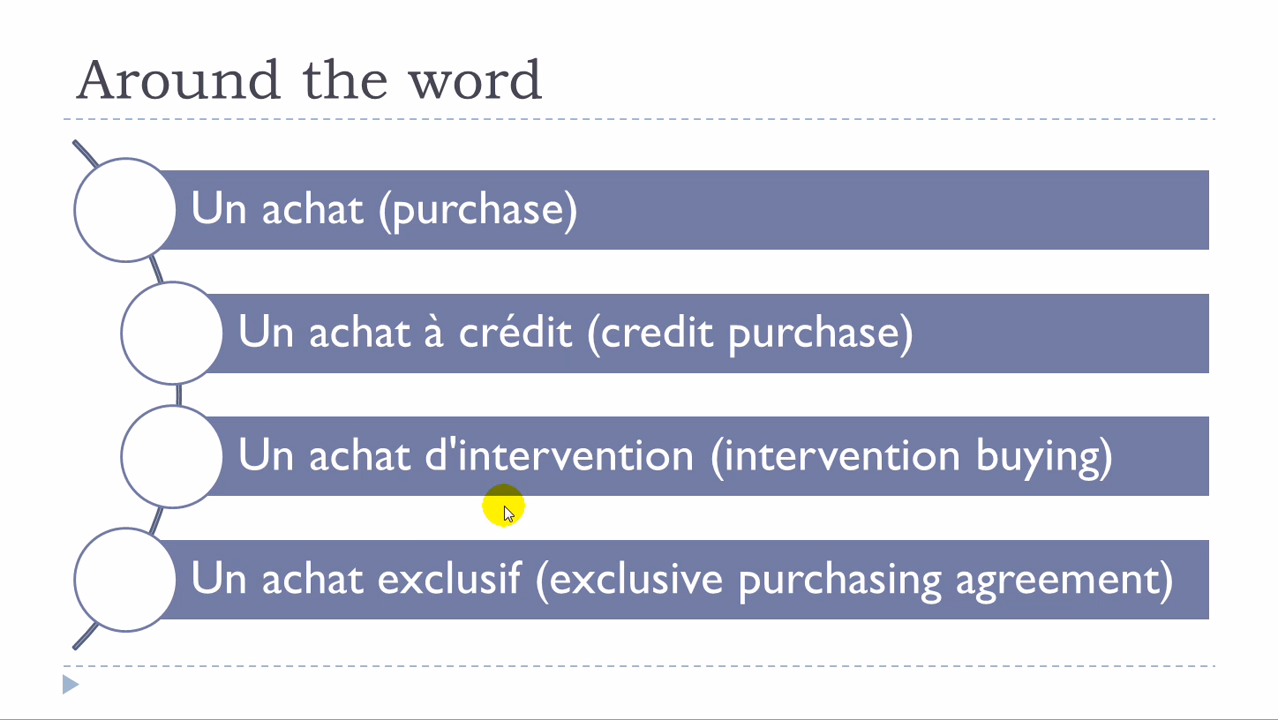 Around the word
Un achat (purchase)
Un achat à crédit (credit purchase)
Un achat d'intervention (intervention buying)
Un achat exclusif (exclusive purchasing agreement)